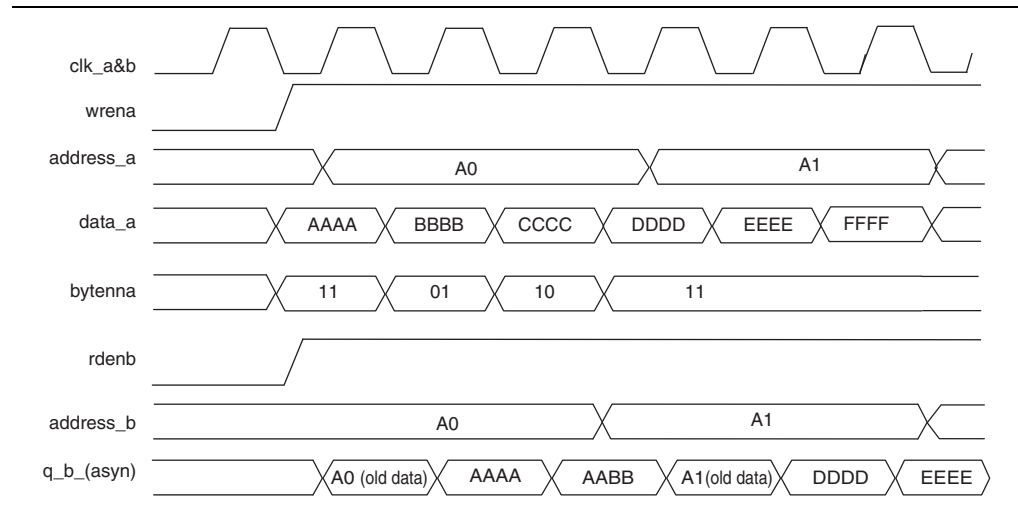 clk_a&b
wrena
address_a A0 A1
data_a AAAA BBBB CCCC DDDD EEEE FFFF
bytenna 11 01 10 11
rdenb
address_b A0 A1
q_b_(asyn) A0 (old data) AAAA AABB A1(old data) DDDD EEEE